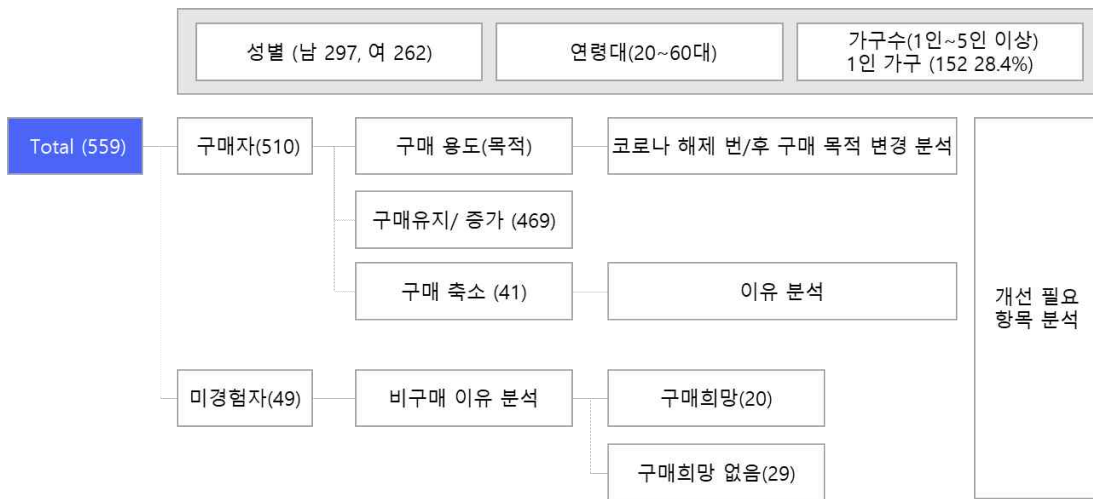 성별 (남 297, 여 262)
연령대(20~60대)
가구수(1인~5인 이상)
1인 가구 (152 28.4%)
Total (559)
구매자(510)
구매 용도(목적)
코로나 해제 번/후 구매 목적 변경 분석
구매유지/ 증가 (469)
구매 축소 (41)
이유 분석
개선 필요
항목 분석
미경험자(49)
비구매 이유 분석
구매희망(20)
구매희망 없음(29)